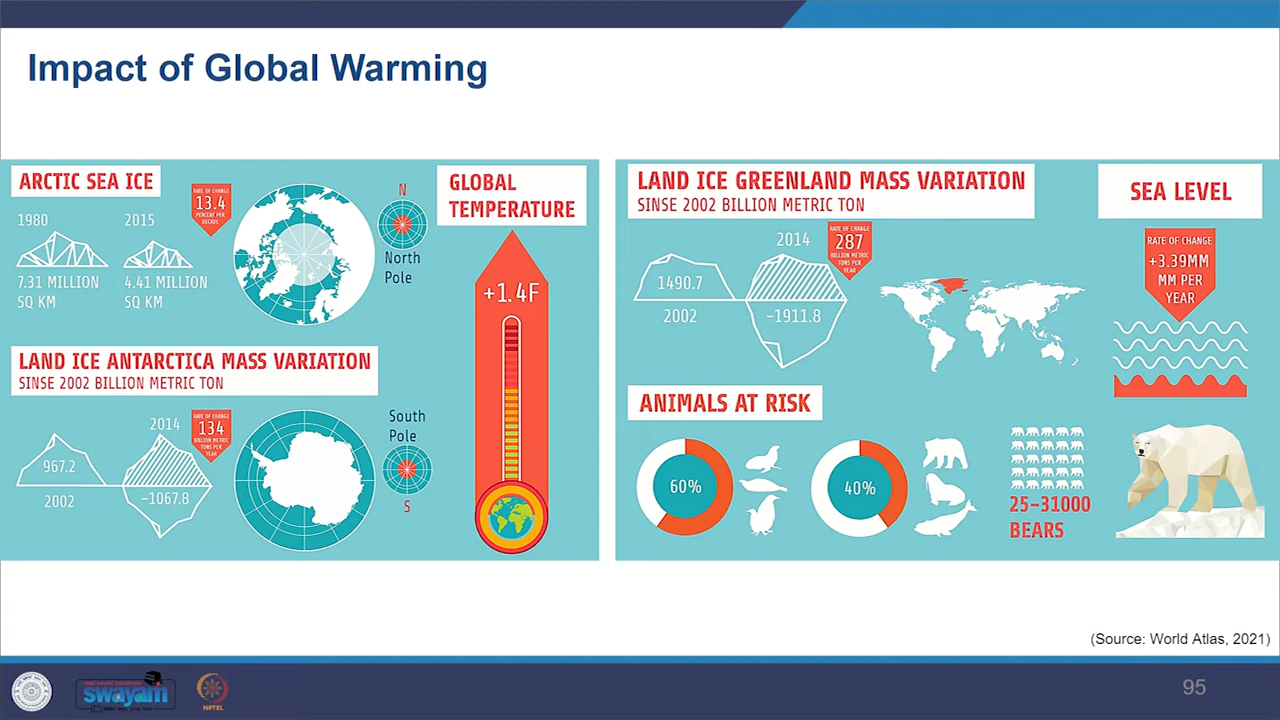 Impact of Global Warming
ARCTIC SEA ICE
1980
2015
7.31 MILLION
SQ KM
4.41 MILLION
SQ KM
RATE OF CHANGE
13.4
PERCENT PER
DECADE
N
North
Pole
GLOBAL
TEMPERATURE
+1.4F
LAND ICE ANTARCTICA MASS VARIATION
SINSE 2002 BILLION METRIC TON
967.2
2002
2014
-1067.8
RATE OF CHANGE
134
BILLION METRIC
TONS PER
YEAR
South
Pole
S
LAND ICE GREENLAND MASS VARIATION
SINSE 2002 BILLION METRIC TON
1490.7
2002
2014
-1911.8
RATE OF CHANGE
287
BILLION METRIC
TONS PER
YEAR
SEA LEVEL
RATE OF CHANGE
+3.39MM
MM PER
YEAR
ANIMALS AT RISK
60%
40%
25-31000
BEARS
(Source: World Atlas, 2021)
swayam
NPTEL
95